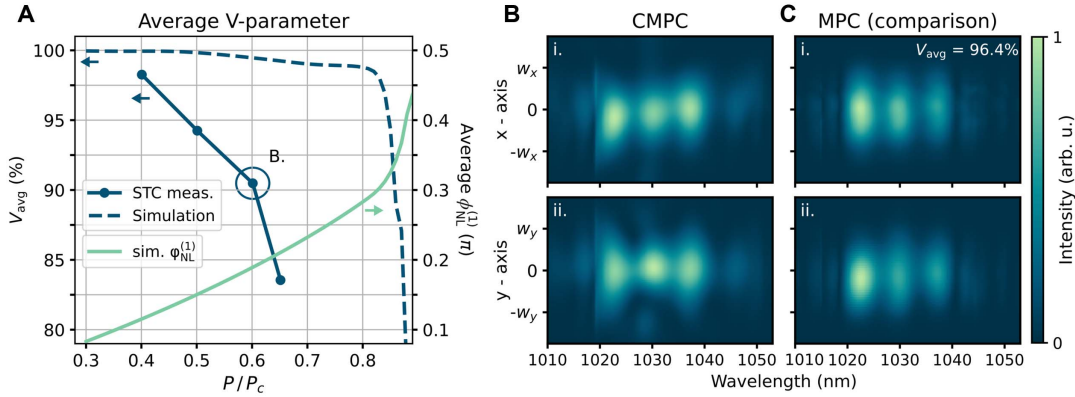 A
Average V-parameter
100
95
90
85
80
V_avg (%)
0.3
0.4
0.5
0.6
0.7
0.8
P / P_c
0.5
0.4
0.3
0.2
0.1
Average ϕ_NL^(1) (π)
B.
STC meas.
Simulation
sim. φ_NL^(1)
B
CMPC
i.
w_x
0
-w_x
x - axis
ii.
w_y
0
-w_y
y - axis
1010
1020
1030
1040
1050
C
MPC (comparison)
i.
V_avg = 96.4%
ii.
1010
1020
1030
1040
1050
Wavelength (nm)
1
0
Intensity (arb. u.)